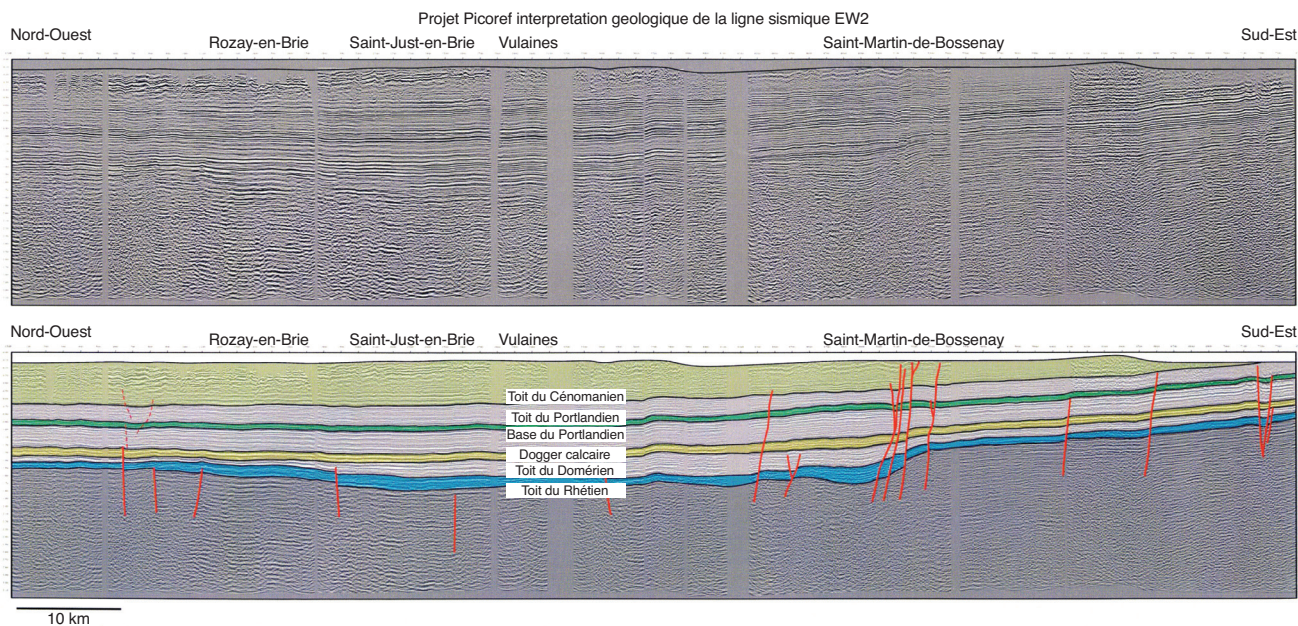 Projet Picoref interpretation geologique de la ligne sismique EW2
Nord-Ouest Rozay-en-Brie Saint-Just-en-Brie Vulaines Saint-Martin-de-Bossenay Sud-Est
Nord-Ouest Rozay-en-Brie Saint-Just-en-Brie Vulaines Saint-Martin-de-Bossenay Sud-Est
Toit du Cénomanien
Toit du Portlandien
Base du Portlandien
Dogger calcaire
Toit du Domérien
Toit du Rhétien
10 km